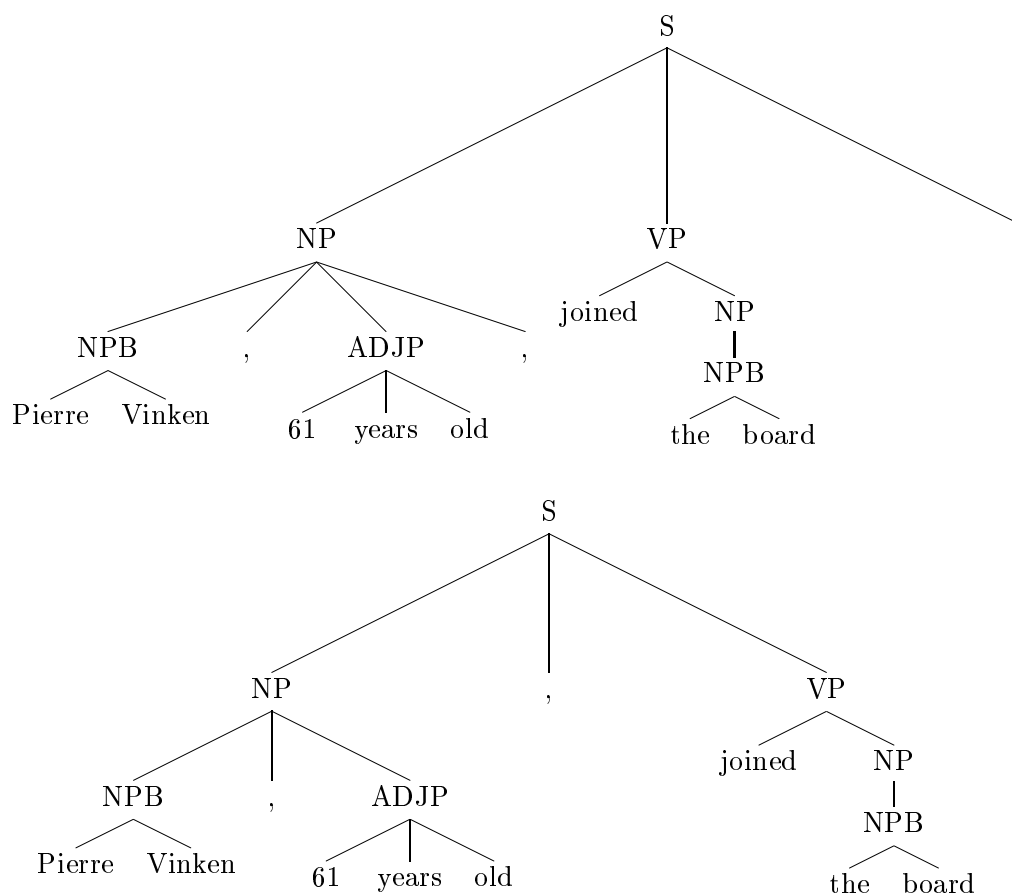 S
NP VP
NPB , ADJP , joined NP
Pierre Vinken 61 years old NPB
the board
S
NP , VP
NPB , ADJP joined NP
Pierre Vinken 61 years old NPB
the board